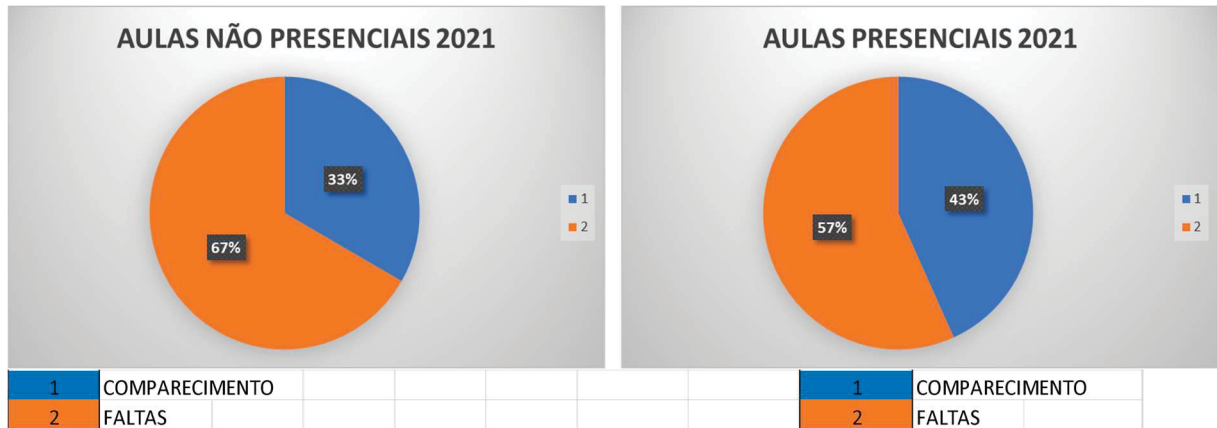 AULAS NÃO PRESENCIAIS 2021
33%
67%
1
2
AULAS PRESENCIAIS 2021
43%
57%
1
2
1 COMPARECIMENTO
2 FALTAS
1 COMPARECIMENTO
2 FALTAS